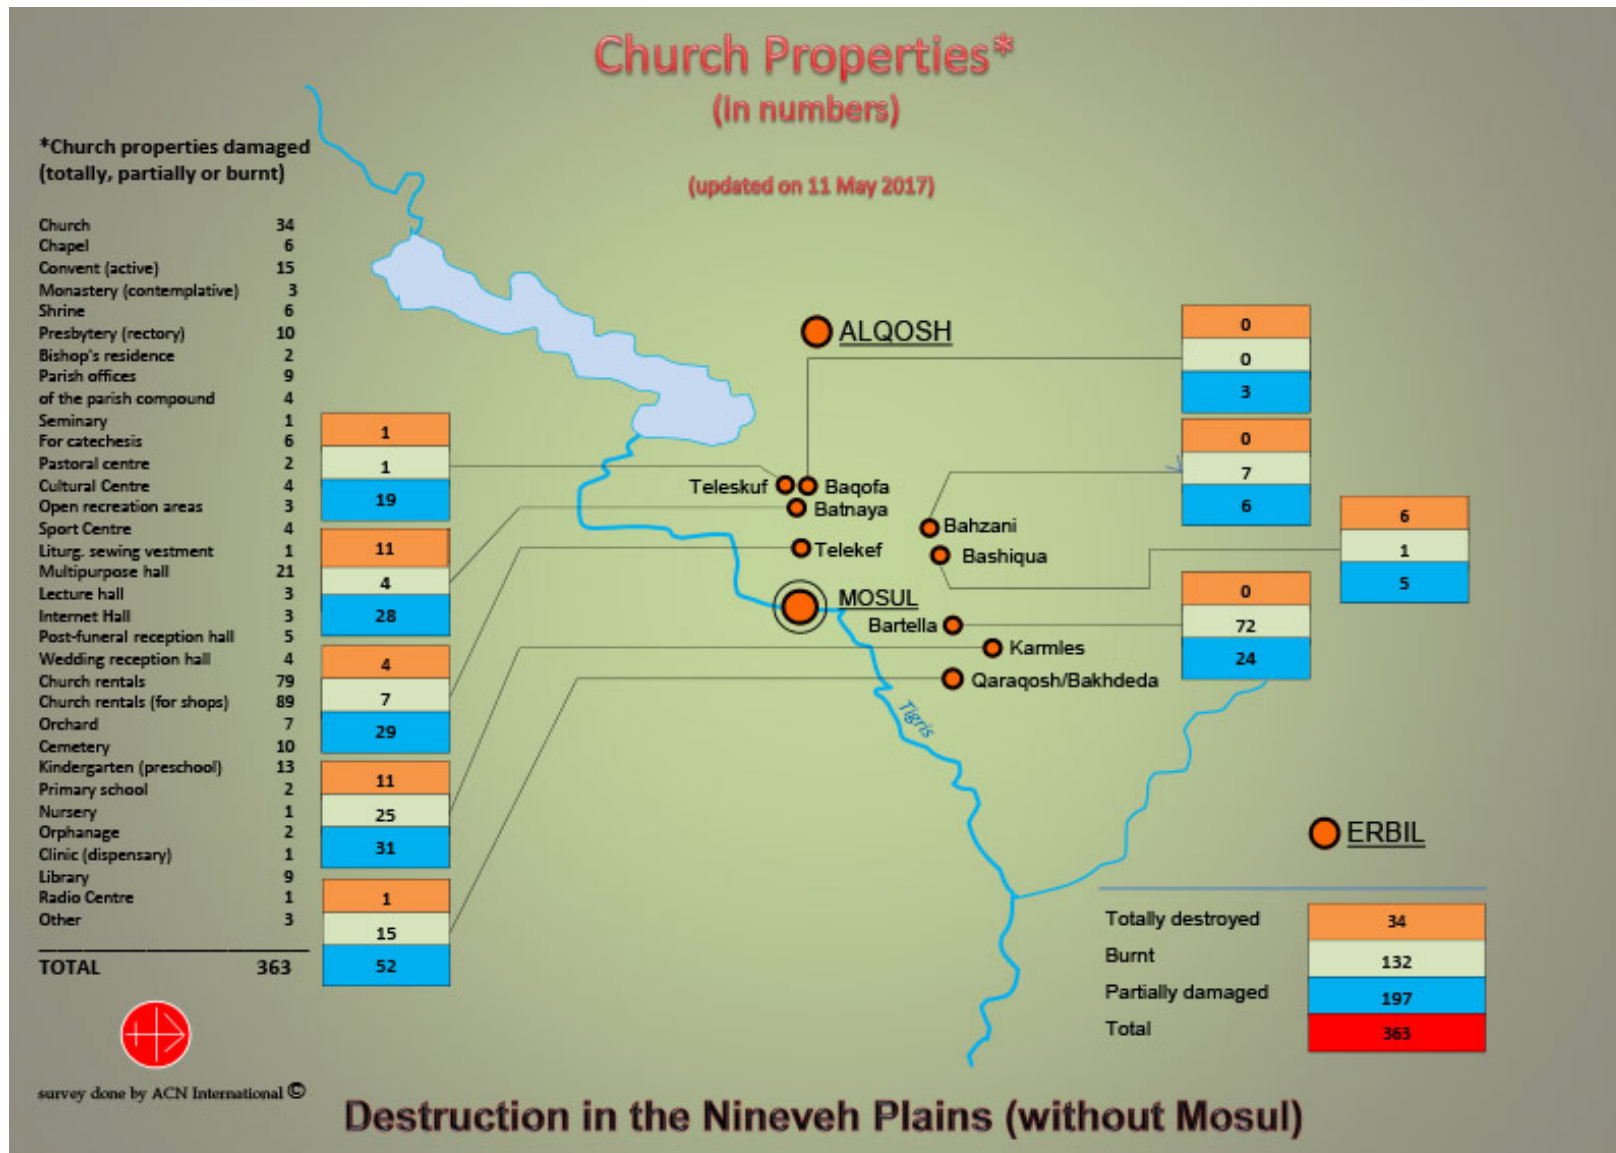 Church Properties*
(In numbers)
(updated on 11 May 2017)
*Church properties damaged
(totally, partially or burnt)
Church 34
Chapel 6
Convent (active) 15
Monastery (contemplative) 3
Shrine 6
Presbytery (rectory) 10
Bishop's residence 2
Parish offices 9
of the parish compound 4
Seminary 1
For catechesis 6
Pastoral centre 2
Cultural Centre 4
Open recreation areas 3
Sport Centre 4
Liturg. sewing vestment 1
Multipurpose hall 21
Lecture hall 3
Internet Hall 3
Post-funeral reception hall 5
Wedding reception hall 4
Church rentals 79
Church rentals (for shops) 89
Orchard 7
Cemetery 10
Kindergarten (preschool) 13
Primary school 2
Nursery 1
Orphanage 2
Clinic (dispensary) 1
Library 9
Radio Centre 1
Other 3
TOTAL 363
survey done by ACN International ©
1
1
19
11
4
28
4
7
29
11
25
31
1
15
52
ALQOSH
Teleskuf
Baqofa
Batnaya
Telekef
Bahzani
Bashiqua
MOSUL
Bartella
Karmles
Qaraqosh/Bakhdeda
Tigris
ERBIL
0
0
3
0
7
6
6
1
5
0
72
24
Totally destroyed 34
Burnt 132
Partially damaged 197
Total 363
Destruction in the Nineveh Plains (without Mosul)